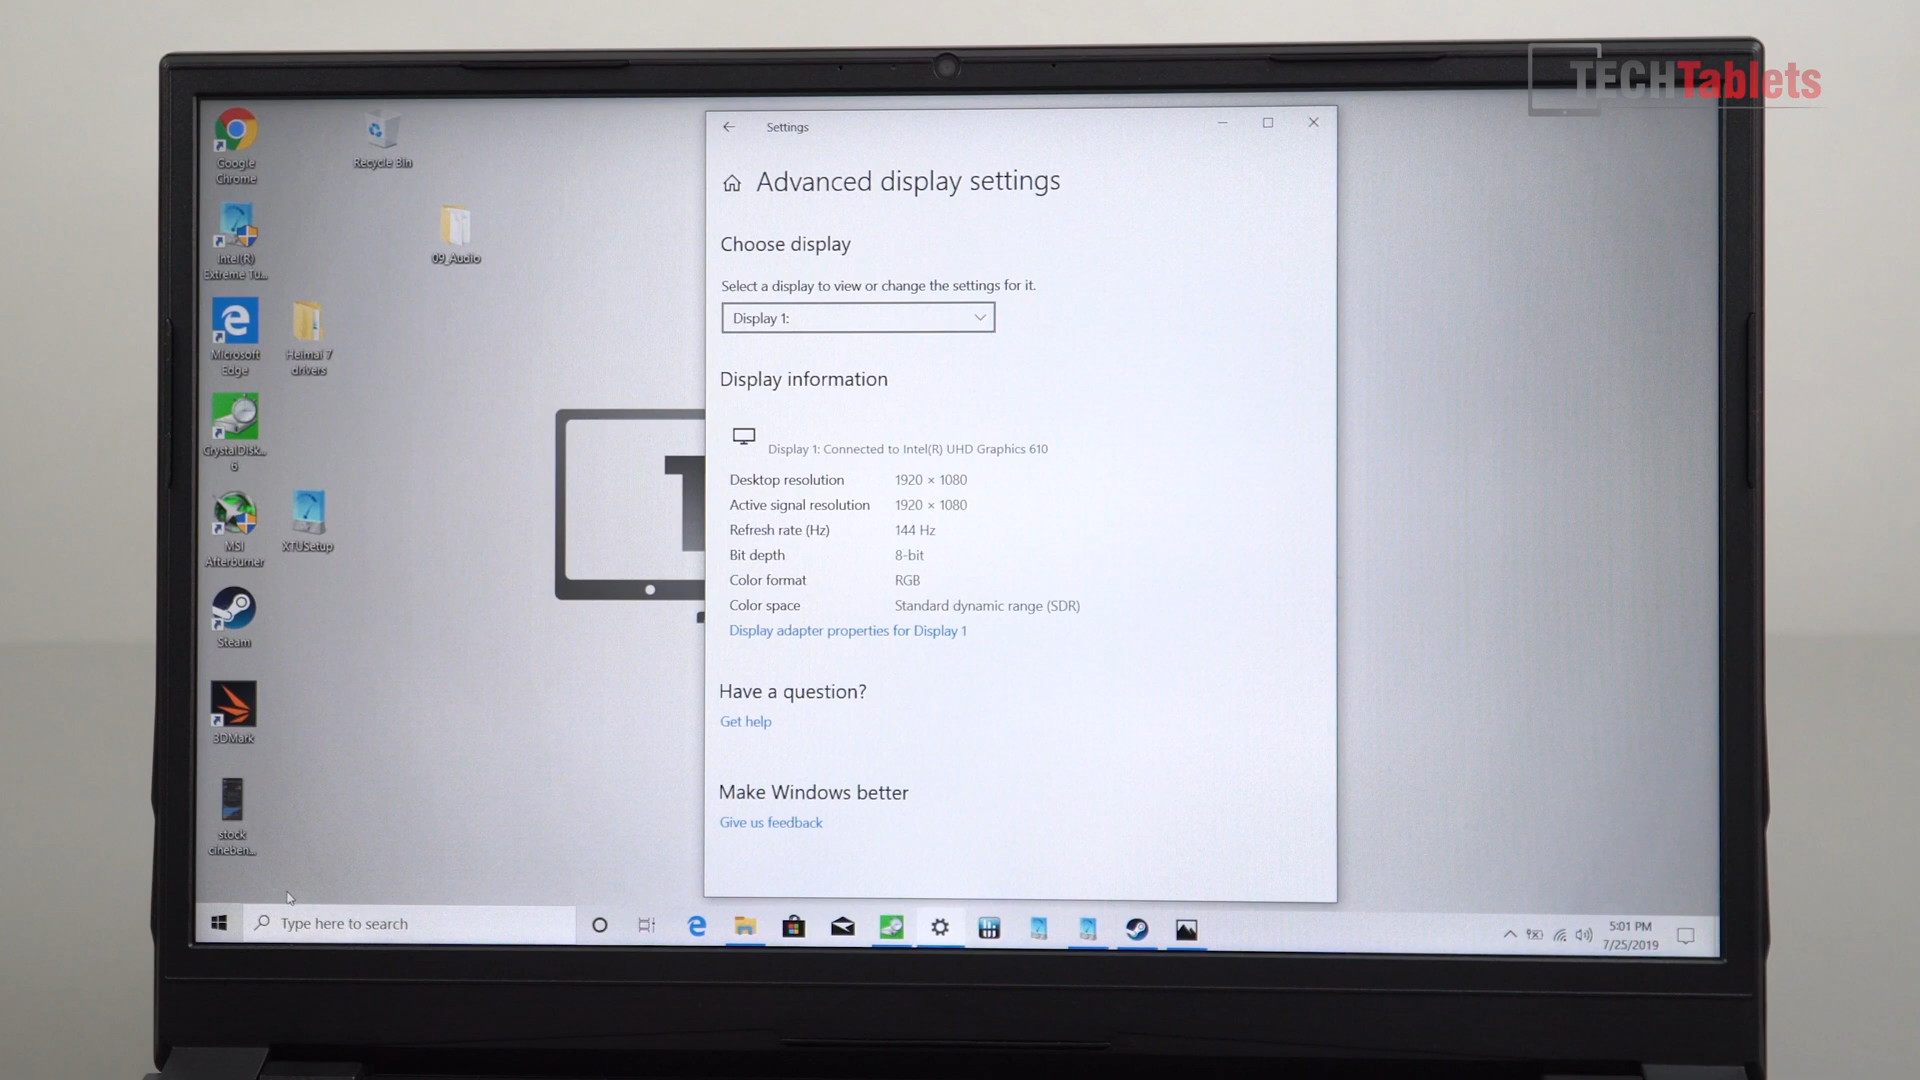 TECHTablets
Google
Chrome
Recycle Bin
Intel(R)
Extreme Tu...
09_Audio
Microsoft
Edge
Heimai 7
drivers
CrystalDisk...
6
MSI
Afterburner
XTUSetup
Steam
3DMark
stock
cineben...
Settings
Advanced display settings
Choose display
Select a display to view or change the settings for it.
Display 1:
Display information
Display 1: Connected to Intel(R) UHD Graphics 610
Desktop resolution 1920 × 1080
Active signal resolution 1920 × 1080
Refresh rate (Hz) 144 Hz
Bit depth 8-bit
Color format RGB
Color space Standard dynamic range (SDR)
Display adapter properties for Display 1
Have a question?
Get help
Make Windows better
Give us feedback
Type here to search
5:01 PM
7/25/2019